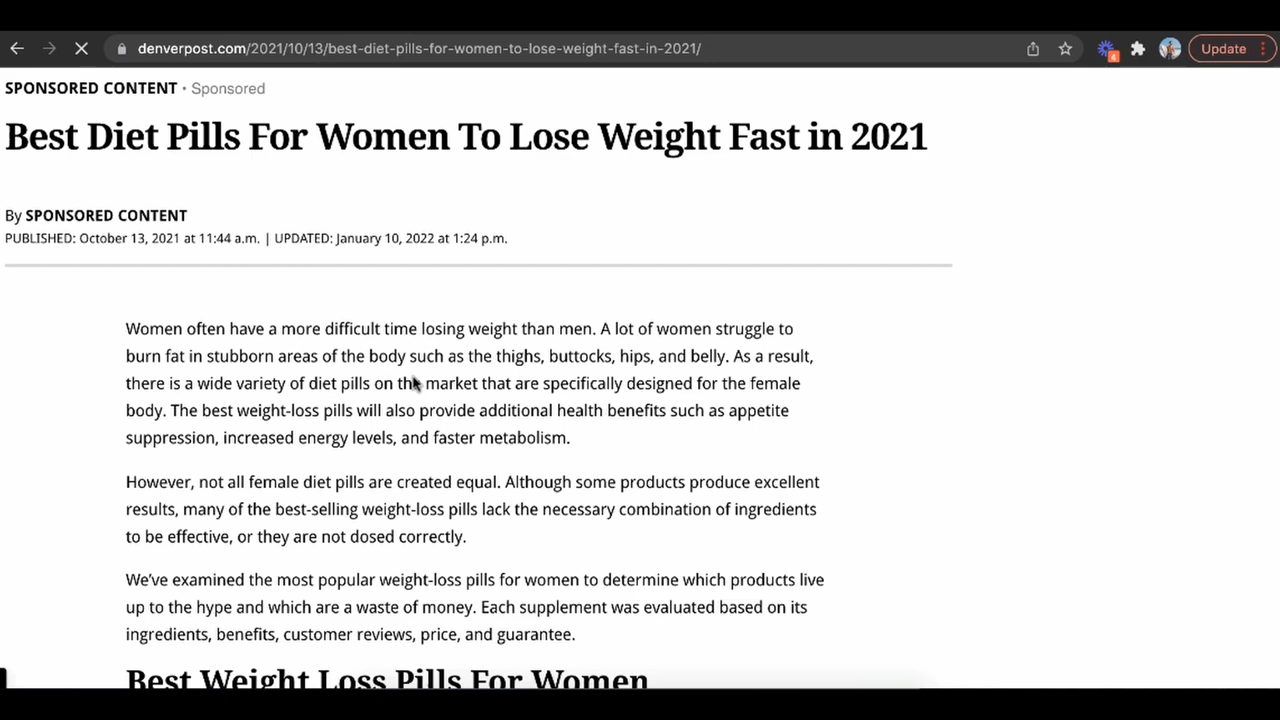 denverpost.com/2021/10/13/best-diet-pills-for-women-to-lose-weight-fast-in-2021/
4
Update
SPONSORED CONTENT • Sponsored
Best Diet Pills For Women To Lose Weight Fast in 2021
By SPONSORED CONTENT
PUBLISHED: October 13, 2021 at 11:44 a.m. | UPDATED: January 10, 2022 at 1:24 p.m.
Women often have a more difficult time losing weight than men. A lot of women struggle to
burn fat in stubborn areas of the body such as the thighs, buttocks, hips, and belly. As a result,
there is a wide variety of diet pills on the market that are specifically designed for the female
body. The best weight-loss pills will also provide additional health benefits such as appetite
suppression, increased energy levels, and faster metabolism.
However, not all female diet pills are created equal. Although some products produce excellent
results, many of the best-selling weight-loss pills lack the necessary combination of ingredients
to be effective, or they are not dosed correctly.
We've examined the most popular weight-loss pills for women to determine which products live
up to the hype and which are a waste of money. Each supplement was evaluated based on its
ingredients, benefits, customer reviews, price, and guarantee.
Best Weight Loss Pills For Women